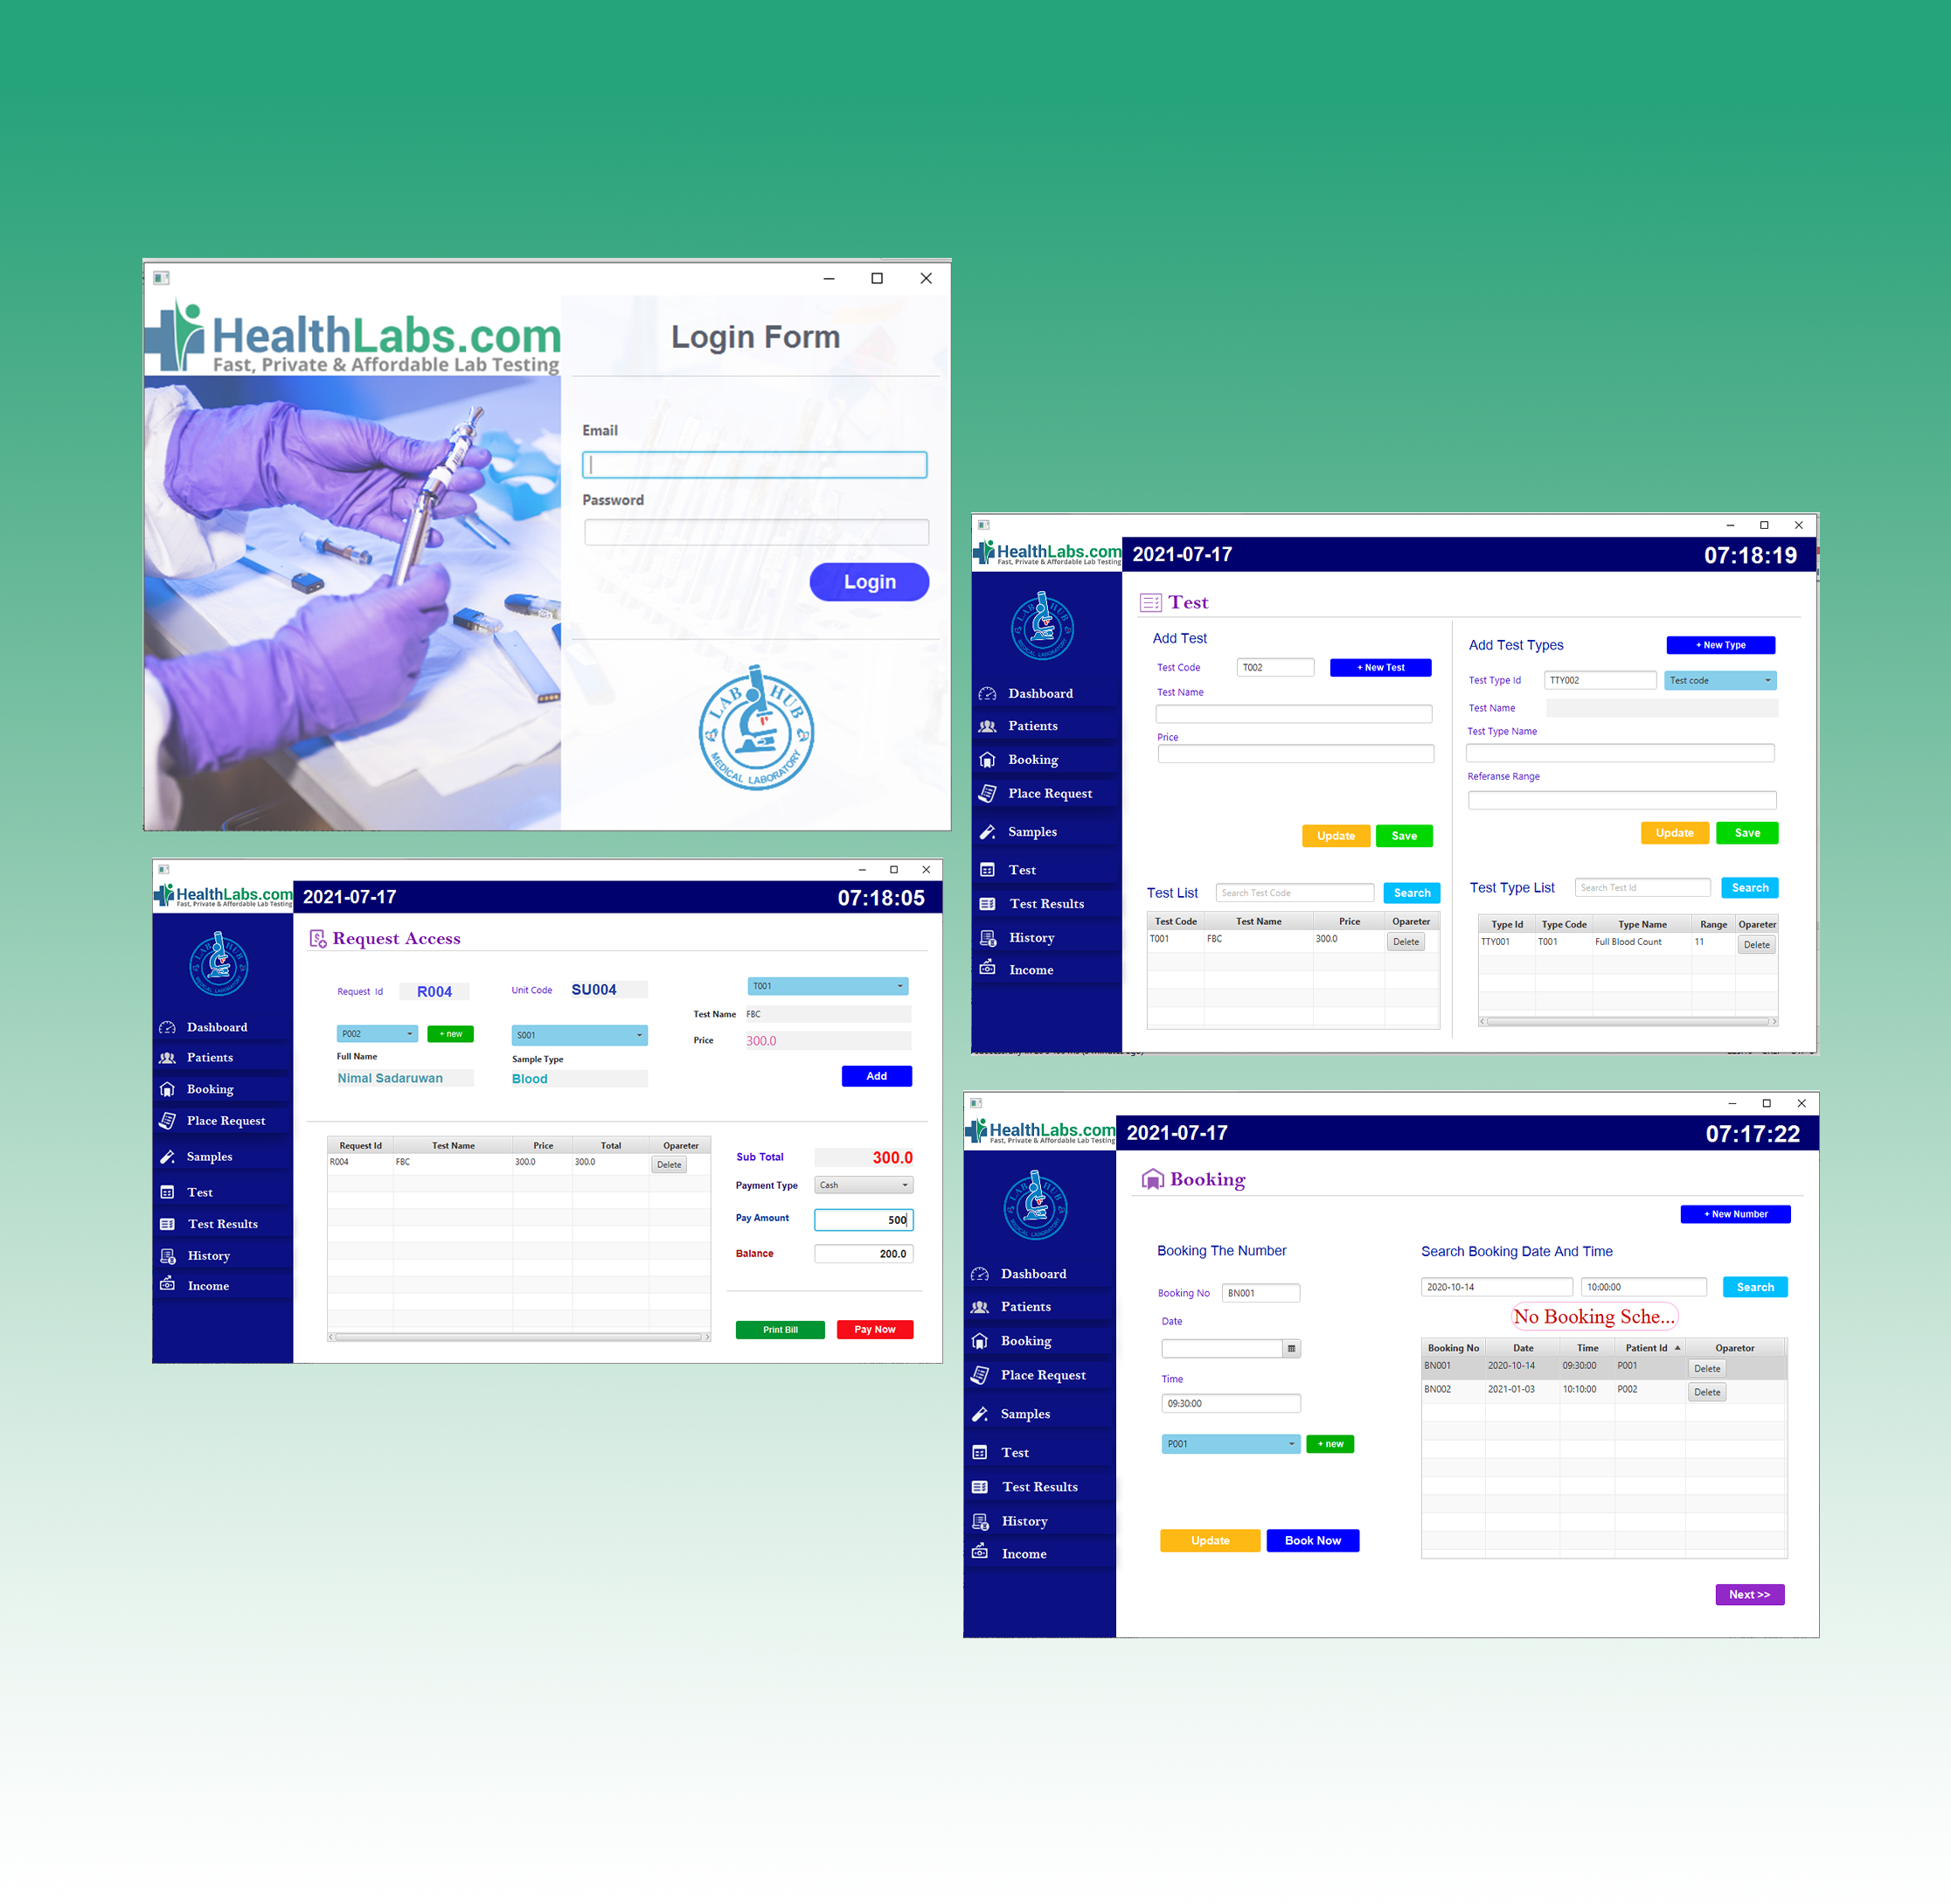 HealthLabs.com
Fast, Private & Affordable Lab Testing
Login Form
Email
Password
Login
LAB HUB
MEDICAL LABORATORY
HealthLabs.com
Fast, Private & Affordable Lab Testing
2021-07-17
07:18:19
LAB HUB
MEDICAL LABORATORY
Dashboard
Patients
Booking
Place Request
Samples
Test
Test Results
History
Income
Test
Add Test
Test Code
T002
+ New Test
Test Name
Price
Update
Save
Add Test Types
+ New Type
Test Type Id
TTY002
Test code
Test Name
Test Type Name
Referanse Range
Update
Save
Test List
Search Test Code
Search
Test Code Test Name Price Opareter
T001 FBC 300.0 Delete
Test Type List
Search Test Id
Search
Type Id Type Code Type Name Range Opareter
TTY001 T001 Full Blood Count 11 Delete
HealthLabs.com
Fast, Private & Affordable Lab Testing
2021-07-17
07:18:05
LAB HUB
MEDICAL LABORATORY
Dashboard
Patients
Booking
Place Request
Samples
Test
Test Results
History
Income
Request Access
Request Id
R004
Unit Code
SU004
T001
Test Name
FBC
P002
+ new
S001
Price
300.0
Full Name
Sample Type
Nimal Sadaruwan
Blood
Add
Request Id Test Name Price Total Opareter
R004 FBC 300.0 300.0 Delete
Sub Total
300.0
Payment Type
Cash
Pay Amount
500
Balance
200.0
Print Bill
Pay Now
HealthLabs.com
Fast, Private & Affordable Lab Testing
2021-07-17
07:17:22
LAB HUB
MEDICAL LABORATORY
Dashboard
Patients
Booking
Place Request
Samples
Test
Test Results
History
Income
Booking
+ New Number
Booking The Number
Booking No
BN001
Date
Time
09:30:00
P001
+ new
Update
Book Now
Search Booking Date And Time
2020-10-14
10:00:00
Search
No Booking Sche...
Booking No Date Time Patient Id Oparetor
BN001 2020-10-14 09:30:00 P001 Delete
BN002 2021-01-03 10:10:00 P002 Delete
Next >>